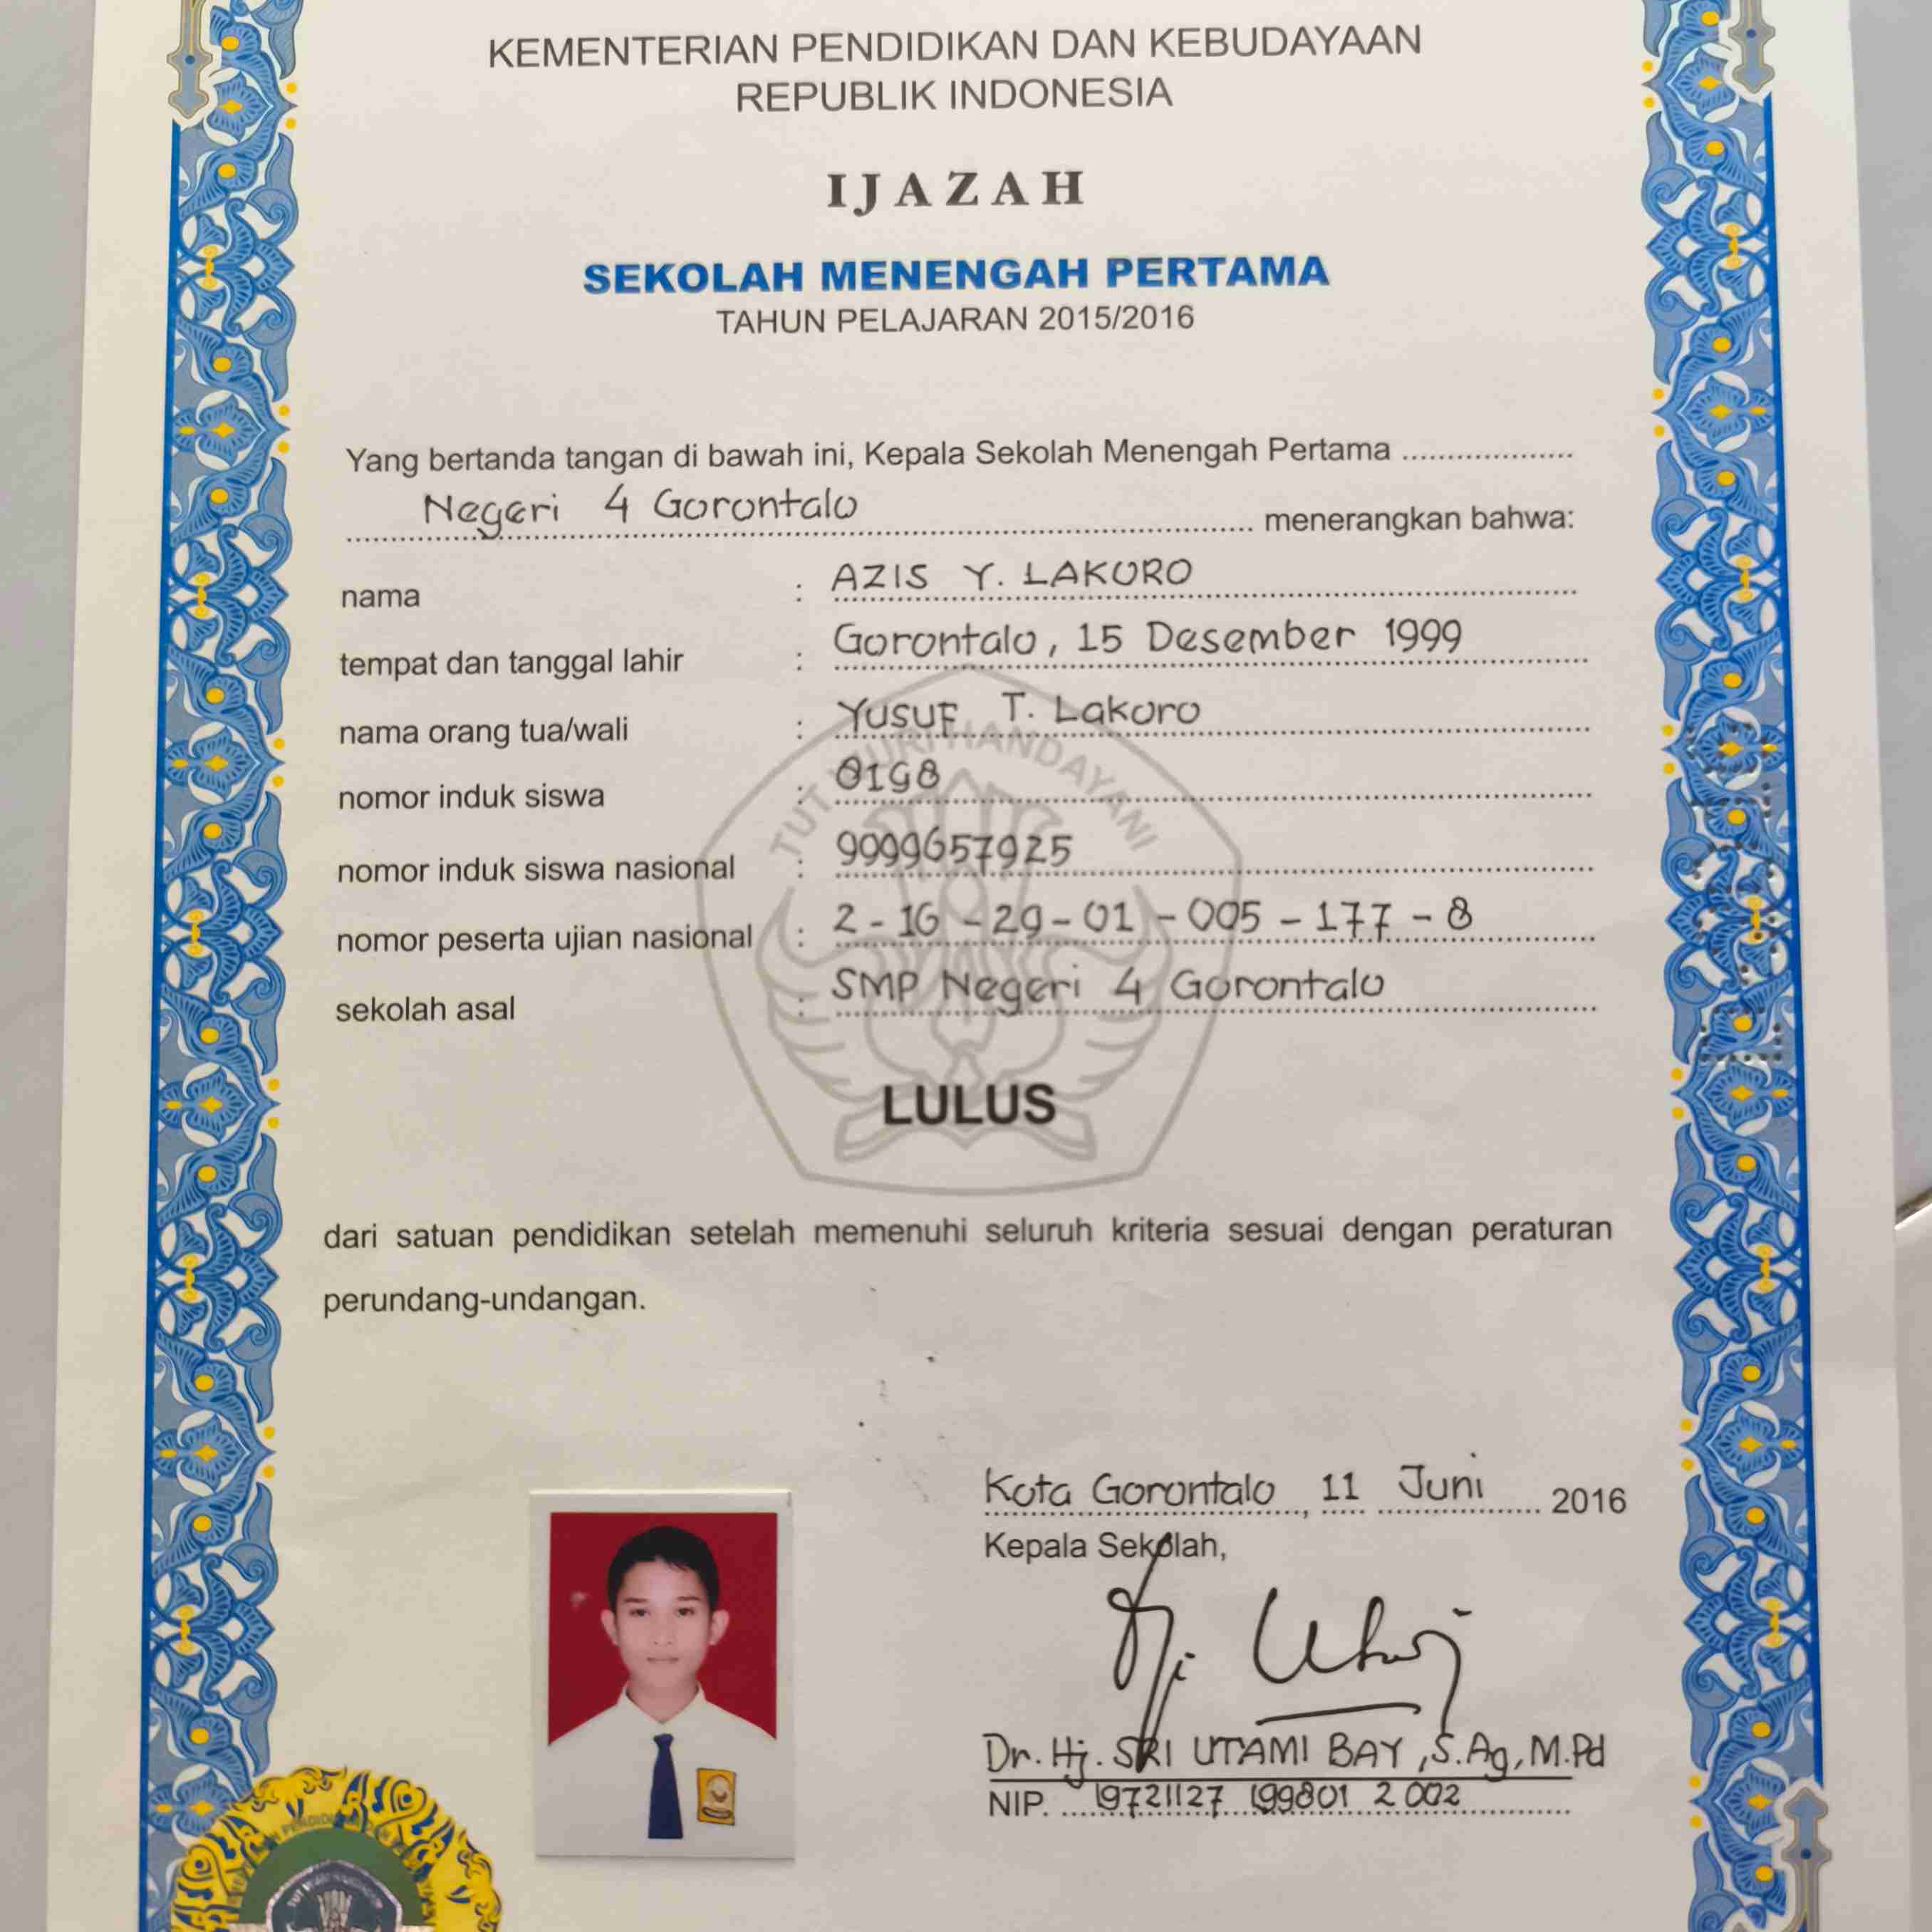 KEMENTERIAN PENDIDIKAN DAN KEBUDAYAAN
REPUBLIK INDONESIA
IJAZAH
SEKOLAH MENENGAH PERTAMA
TAHUN PELAJARAN 2015/2016
Yang bertanda tangan di bawah ini, Kepala Sekolah Menengah Pertama
Negeri 4 Gorontalo menerangkan bahwa:
nama : AZIS Y. LAKORO
tempat dan tanggal lahir : Gorontalo, 15 Desember 1999
nama orang tua/wali : YUSUF T. Lakoro
nomor induk siswa : 0198
nomor induk siswa nasional : 9999657925
nomor peserta ujian nasional : 2 - 16 - 29 - 01 - 005 - 177 - 8
sekolah asal : SMP Negeri 4 Gorontalo
TUT WURI HANDAYANI
LULUS
dari satuan pendidikan setelah memenuhi seluruh kriteria sesuai dengan peraturan
perundang-undangan.
Kota Gorontalo, 11 Juni 2016
Kepala Sekolah,
Dr. Hj. SRI UTAMI BAY, S.Ag, M.Pd
NIP. 19721127 199801 2 002